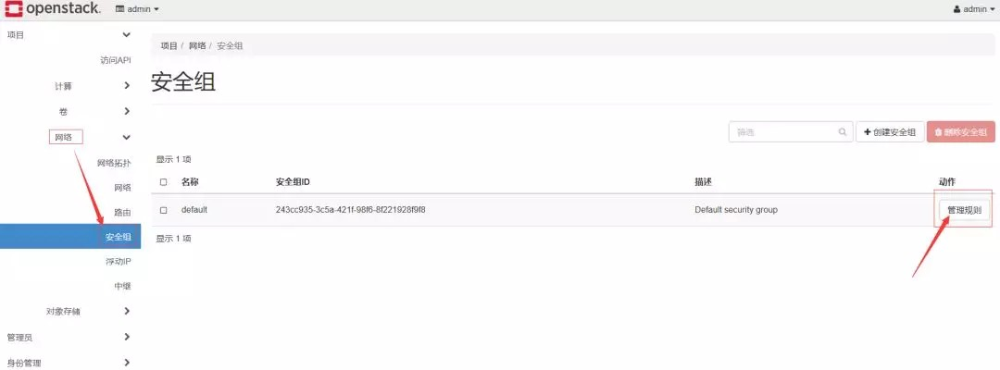 openstack. admin admin
项目
访问API
计算
卷
网络
网络拓扑
网络
路由
安全组
浮动IP
中继
对象存储
管理员
身份管理
项目 / 网络 / 安全组
安全组
筛选 创建安全组 删除安全组
显示 1 项
名称 安全组ID 描述 动作
default 243cc935-3c5a-421f-98f6-8f221928f9f8 Default security group 管理规则
显示 1 项